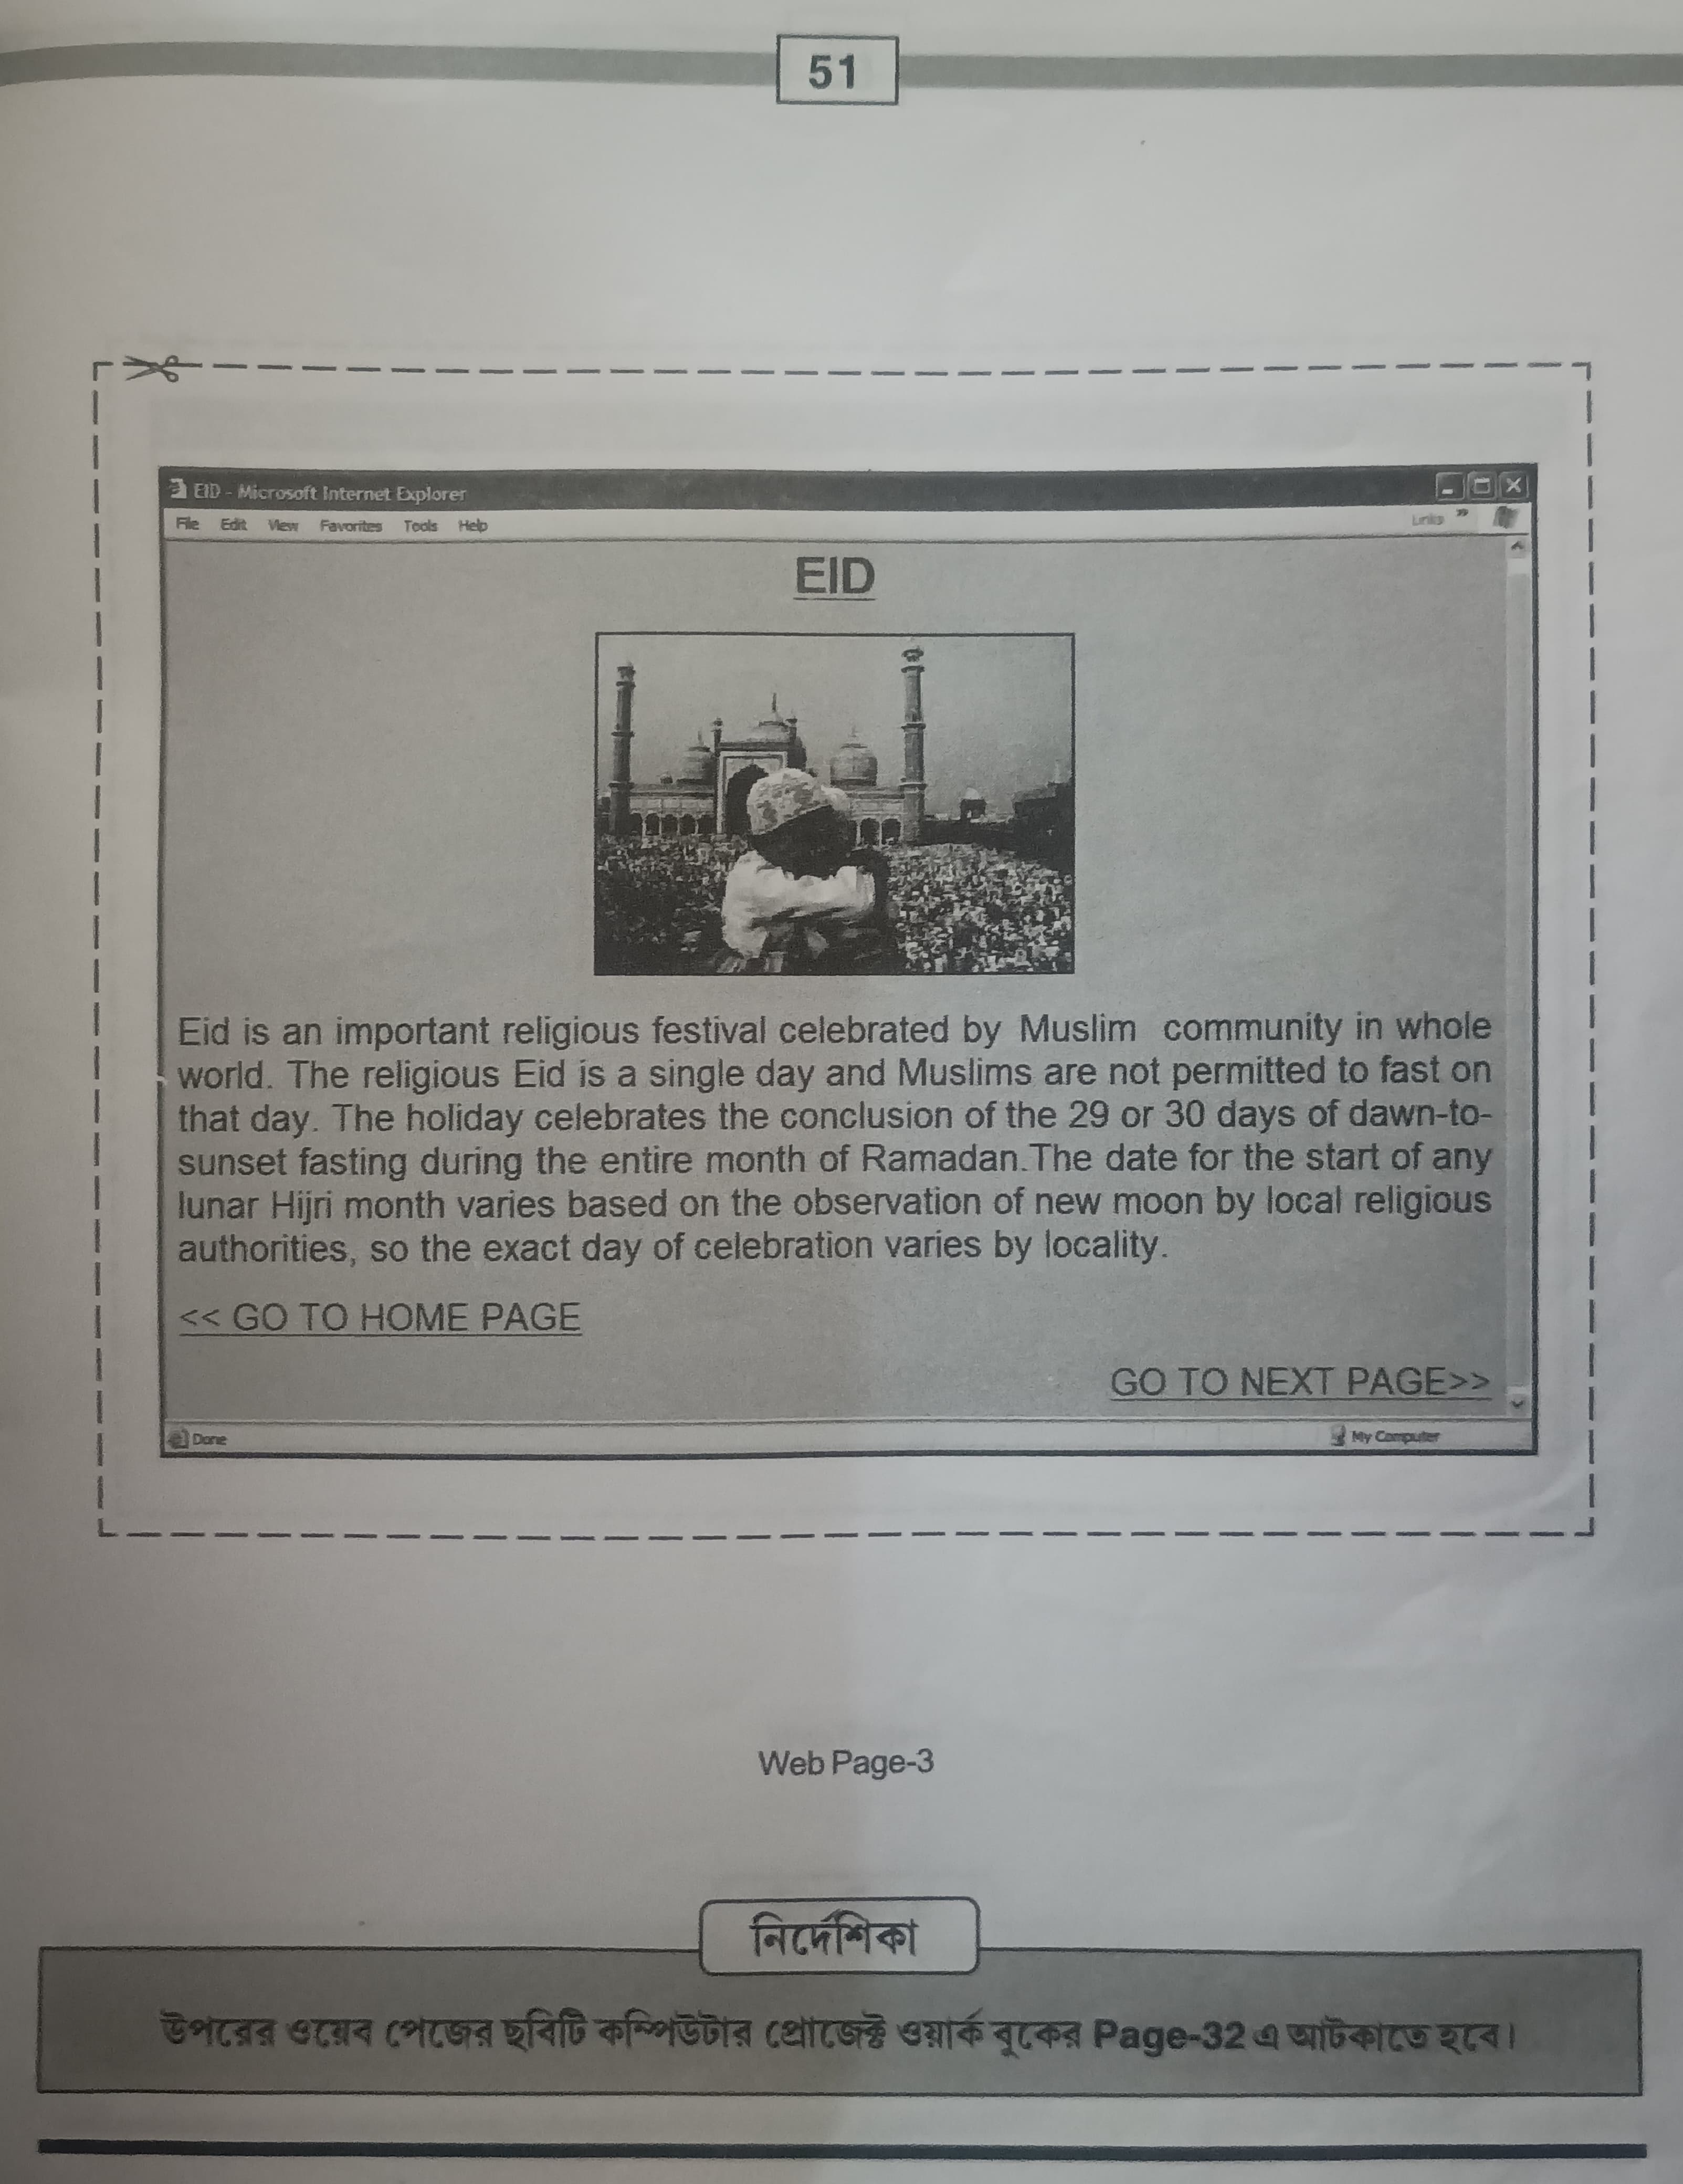 51
EID - Microsoft Internet Explorer
File Edit View Favorites Tools Help
Links »
EID
Eid is an important religious festival celebrated by Muslim community in whole
world. The religious Eid is a single day and Muslims are not permitted to fast on
that day. The holiday celebrates the conclusion of the 29 or 30 days of dawn-to-
sunset fasting during the entire month of Ramadan.The date for the start of any
lunar Hijri month varies based on the observation of new moon by local religious
authorities, so the exact day of celebration varies by locality.
<< GO TO HOME PAGE
GO TO NEXT PAGE>>
Done
My Computer
Web Page-3
নির্দেশিকা
উপরের ওয়েব পেজের ছবিটি কম্পিউটার প্রোজেক্ট ওয়ার্ক বুকের Page-32 এ আটকাতে হবে।